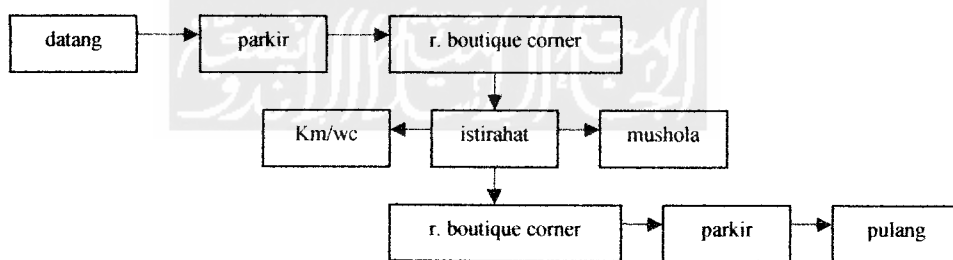 datang
parkir
r. boutique corner
Km/wc
istirahat
mushola
r. boutique corner
parkir
pulang